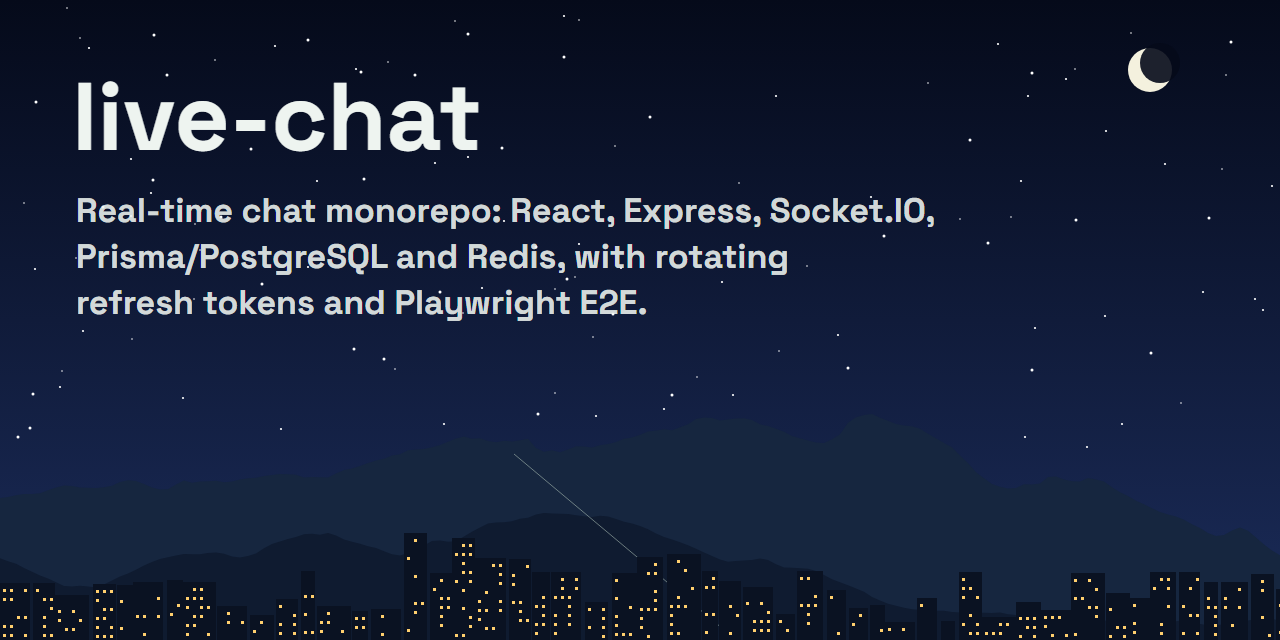 live-chat
Real-time chat monorepo: React, Express, Socket.IO,
Prisma/PostgreSQL and Redis, with rotating
refresh tokens and Playwright E2E.